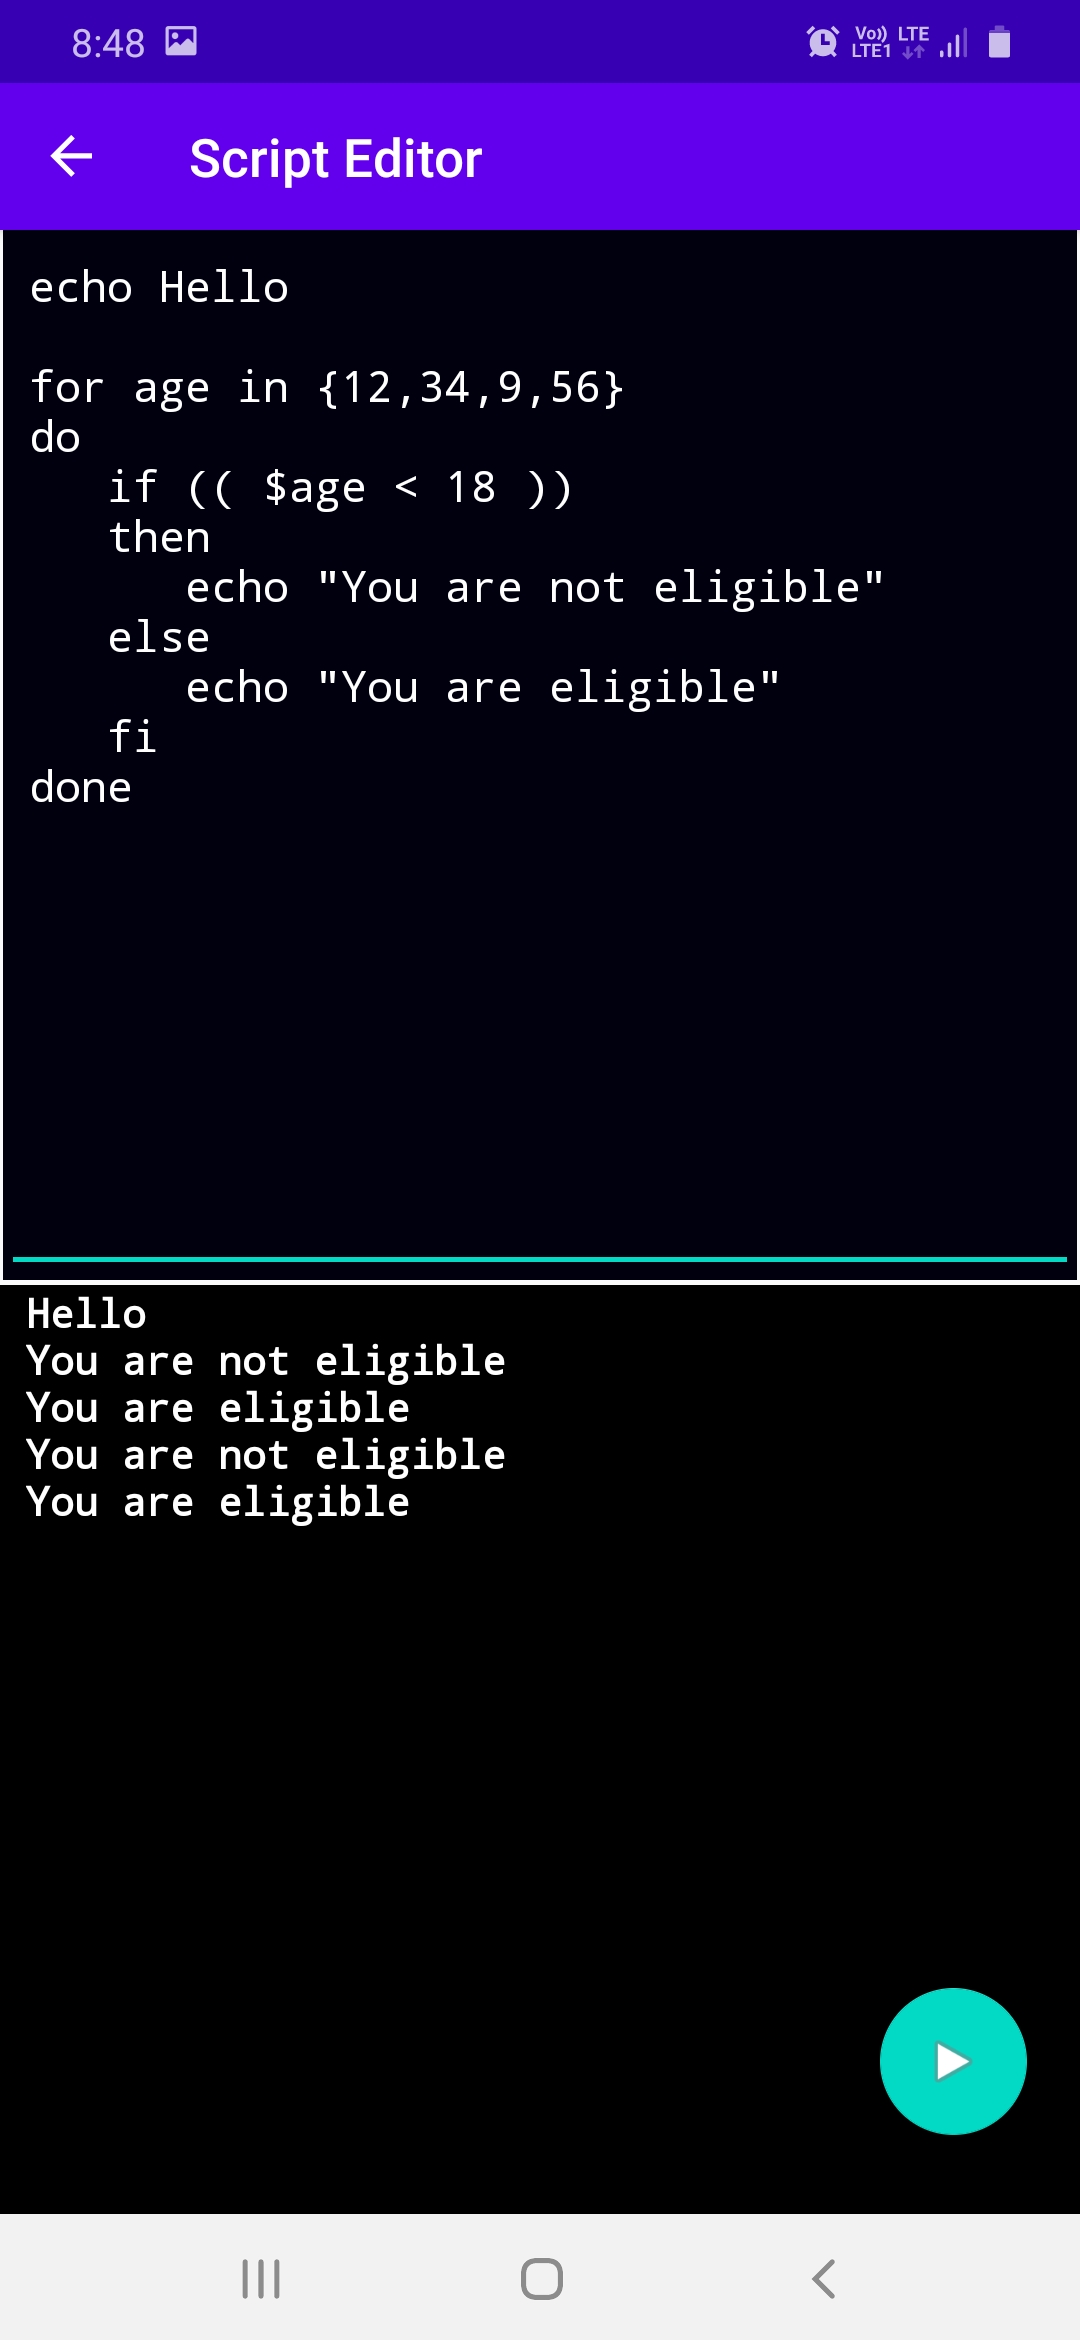 8:48 Vo)) LTE
LTE1
Script Editor
echo Hello

for age in {12,34,9,56}
do
   if (( $age < 18 ))
   then
      echo "You are not eligible"
   else
      echo "You are eligible"
   fi
done
Hello
You are not eligible
You are eligible
You are not eligible
You are eligible